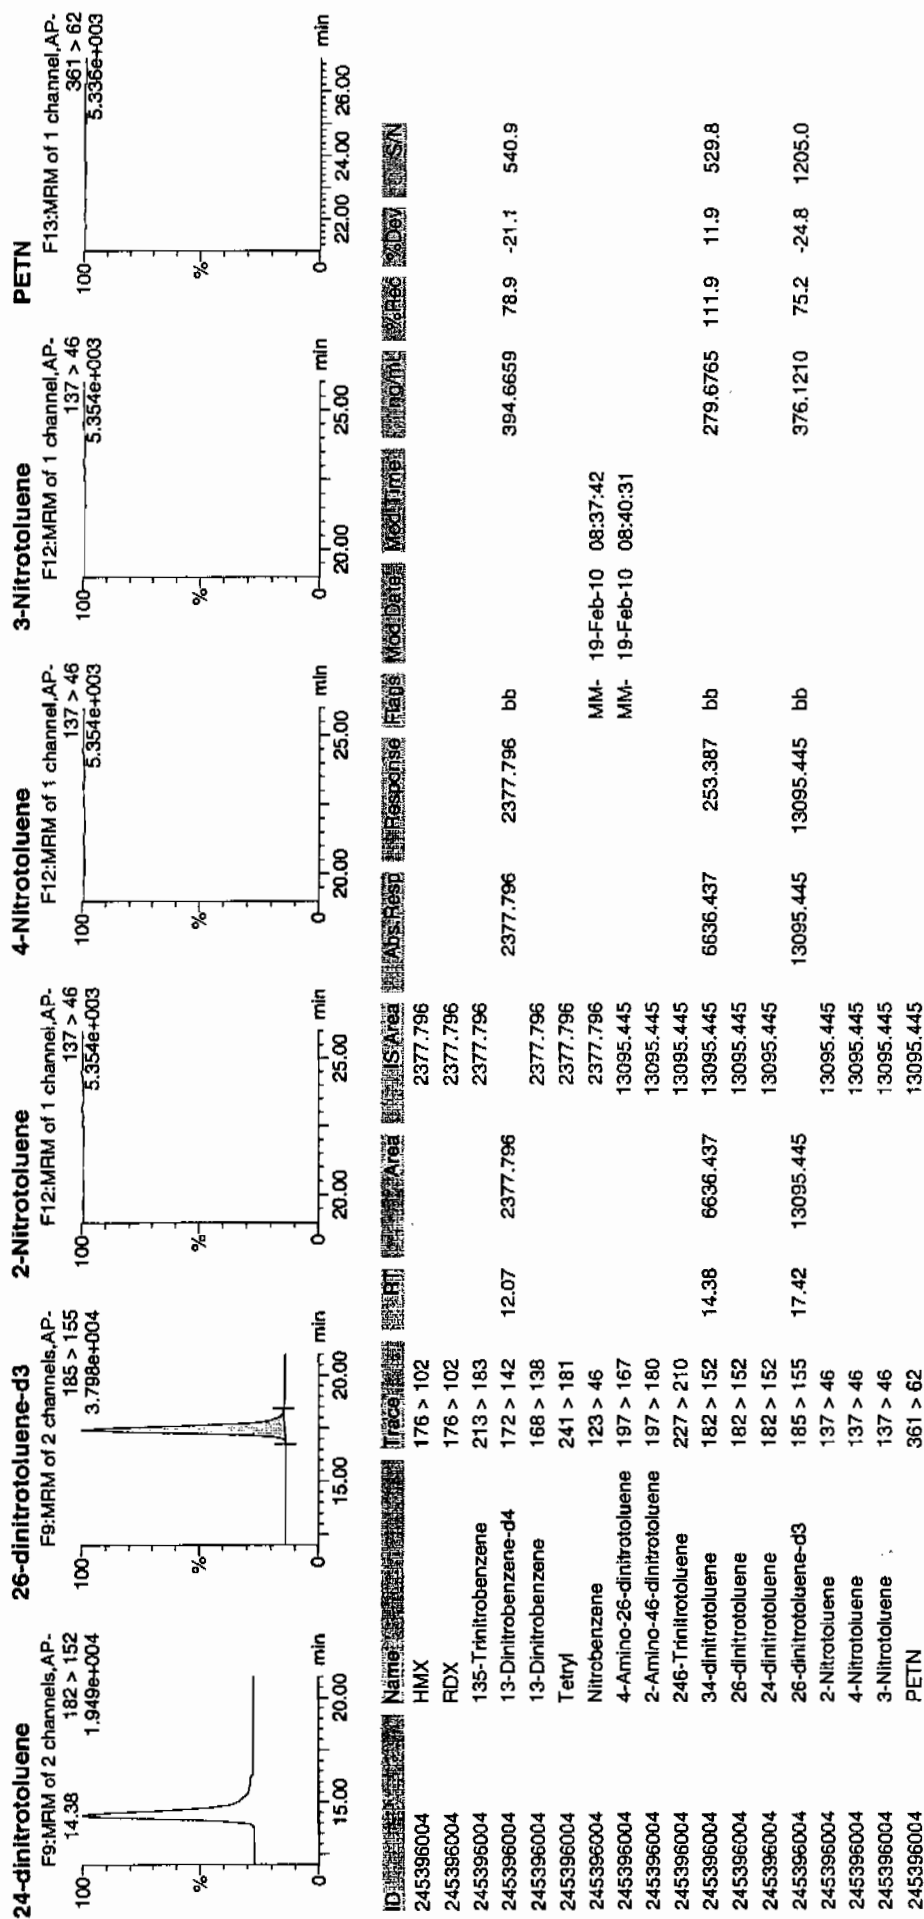 24-dinitrotoluene
F9:MRM of 2 channels,AP-
14.38 182 > 152
1.949e+004
100
%
0
15.00 20.00 min
26-dinitrotoluene-d3
F9:MRM of 2 channels,AP-
185 > 155
3.798e+004
100
%
0
15.00 20.00 min
2-Nitrotoluene
F12:MRM of 1 channel,AP-
137 > 46
5.354e+003
100
%
0
20.00 25.00 min
4-Nitrotoluene
F12:MRM of 1 channel,AP-
137 > 46
5.354e+003
100
%
0
20.00 25.00 min
3-Nitrotoluene
F12:MRM of 1 channel,AP-
137 > 46
5.354e+003
100
%
0
20.00 25.00 min
PETN
F13:MRM of 1 channel,AP-
361 > 62
5.336e+003
100
%
0
22.00 24.00 26.00 min
ID Name Trace RT Area IS Area Abs.Resp Response Flags Mod.Date Mod.Time ng/mL %Rec %Dev S/N
245396004 HMX 176 > 102 2377.796
245396004 RDX 176 > 102 2377.796
245396004 135-Trinitrobenzene 213 > 183 2377.796
245396004 13-Dinitrobenzene-d4 172 > 142 12.07 2377.796 2377.796 2377.796 bb 394.6659 78.9 -21.1 540.9
245396004 13-Dinitrobenzene 168 > 138 2377.796
245396004 Tetryl 241 > 181 2377.796
245396004 Nitrobenzene 123 > 46 2377.796 MM- 19-Feb-10 08:37:42
245396004 4-Amino-26-dinitrotoluene 197 > 167 13095.445 MM- 19-Feb-10 08:40:31
245396004 2-Amino-46-dinitrotoluene 197 > 180 13095.445
245396004 246-Trinitrotoluene 227 > 210 13095.445
245396004 34-dinitrotoluene 182 > 152 14.38 6636.437 13095.445 6636.437 253.387 bb 279.6765 111.9 11.9 529.8
245396004 26-dinitrotoluene 182 > 152 13095.445
245396004 24-dinitrotoluene 182 > 152 13095.445
245396004 26-dinitrotoluene-d3 185 > 155 17.42 13095.445 13095.445 13095.445 bb 376.1210 75.2 -24.8 1205.0
245396004 2-Nitrotoluene 137 > 46 13095.445
245396004 4-Nitrotoluene 137 > 46 13095.445
245396004 3-Nitrotoluene 137 > 46 13095.445
245396004 PETN 361 > 62 13095.445